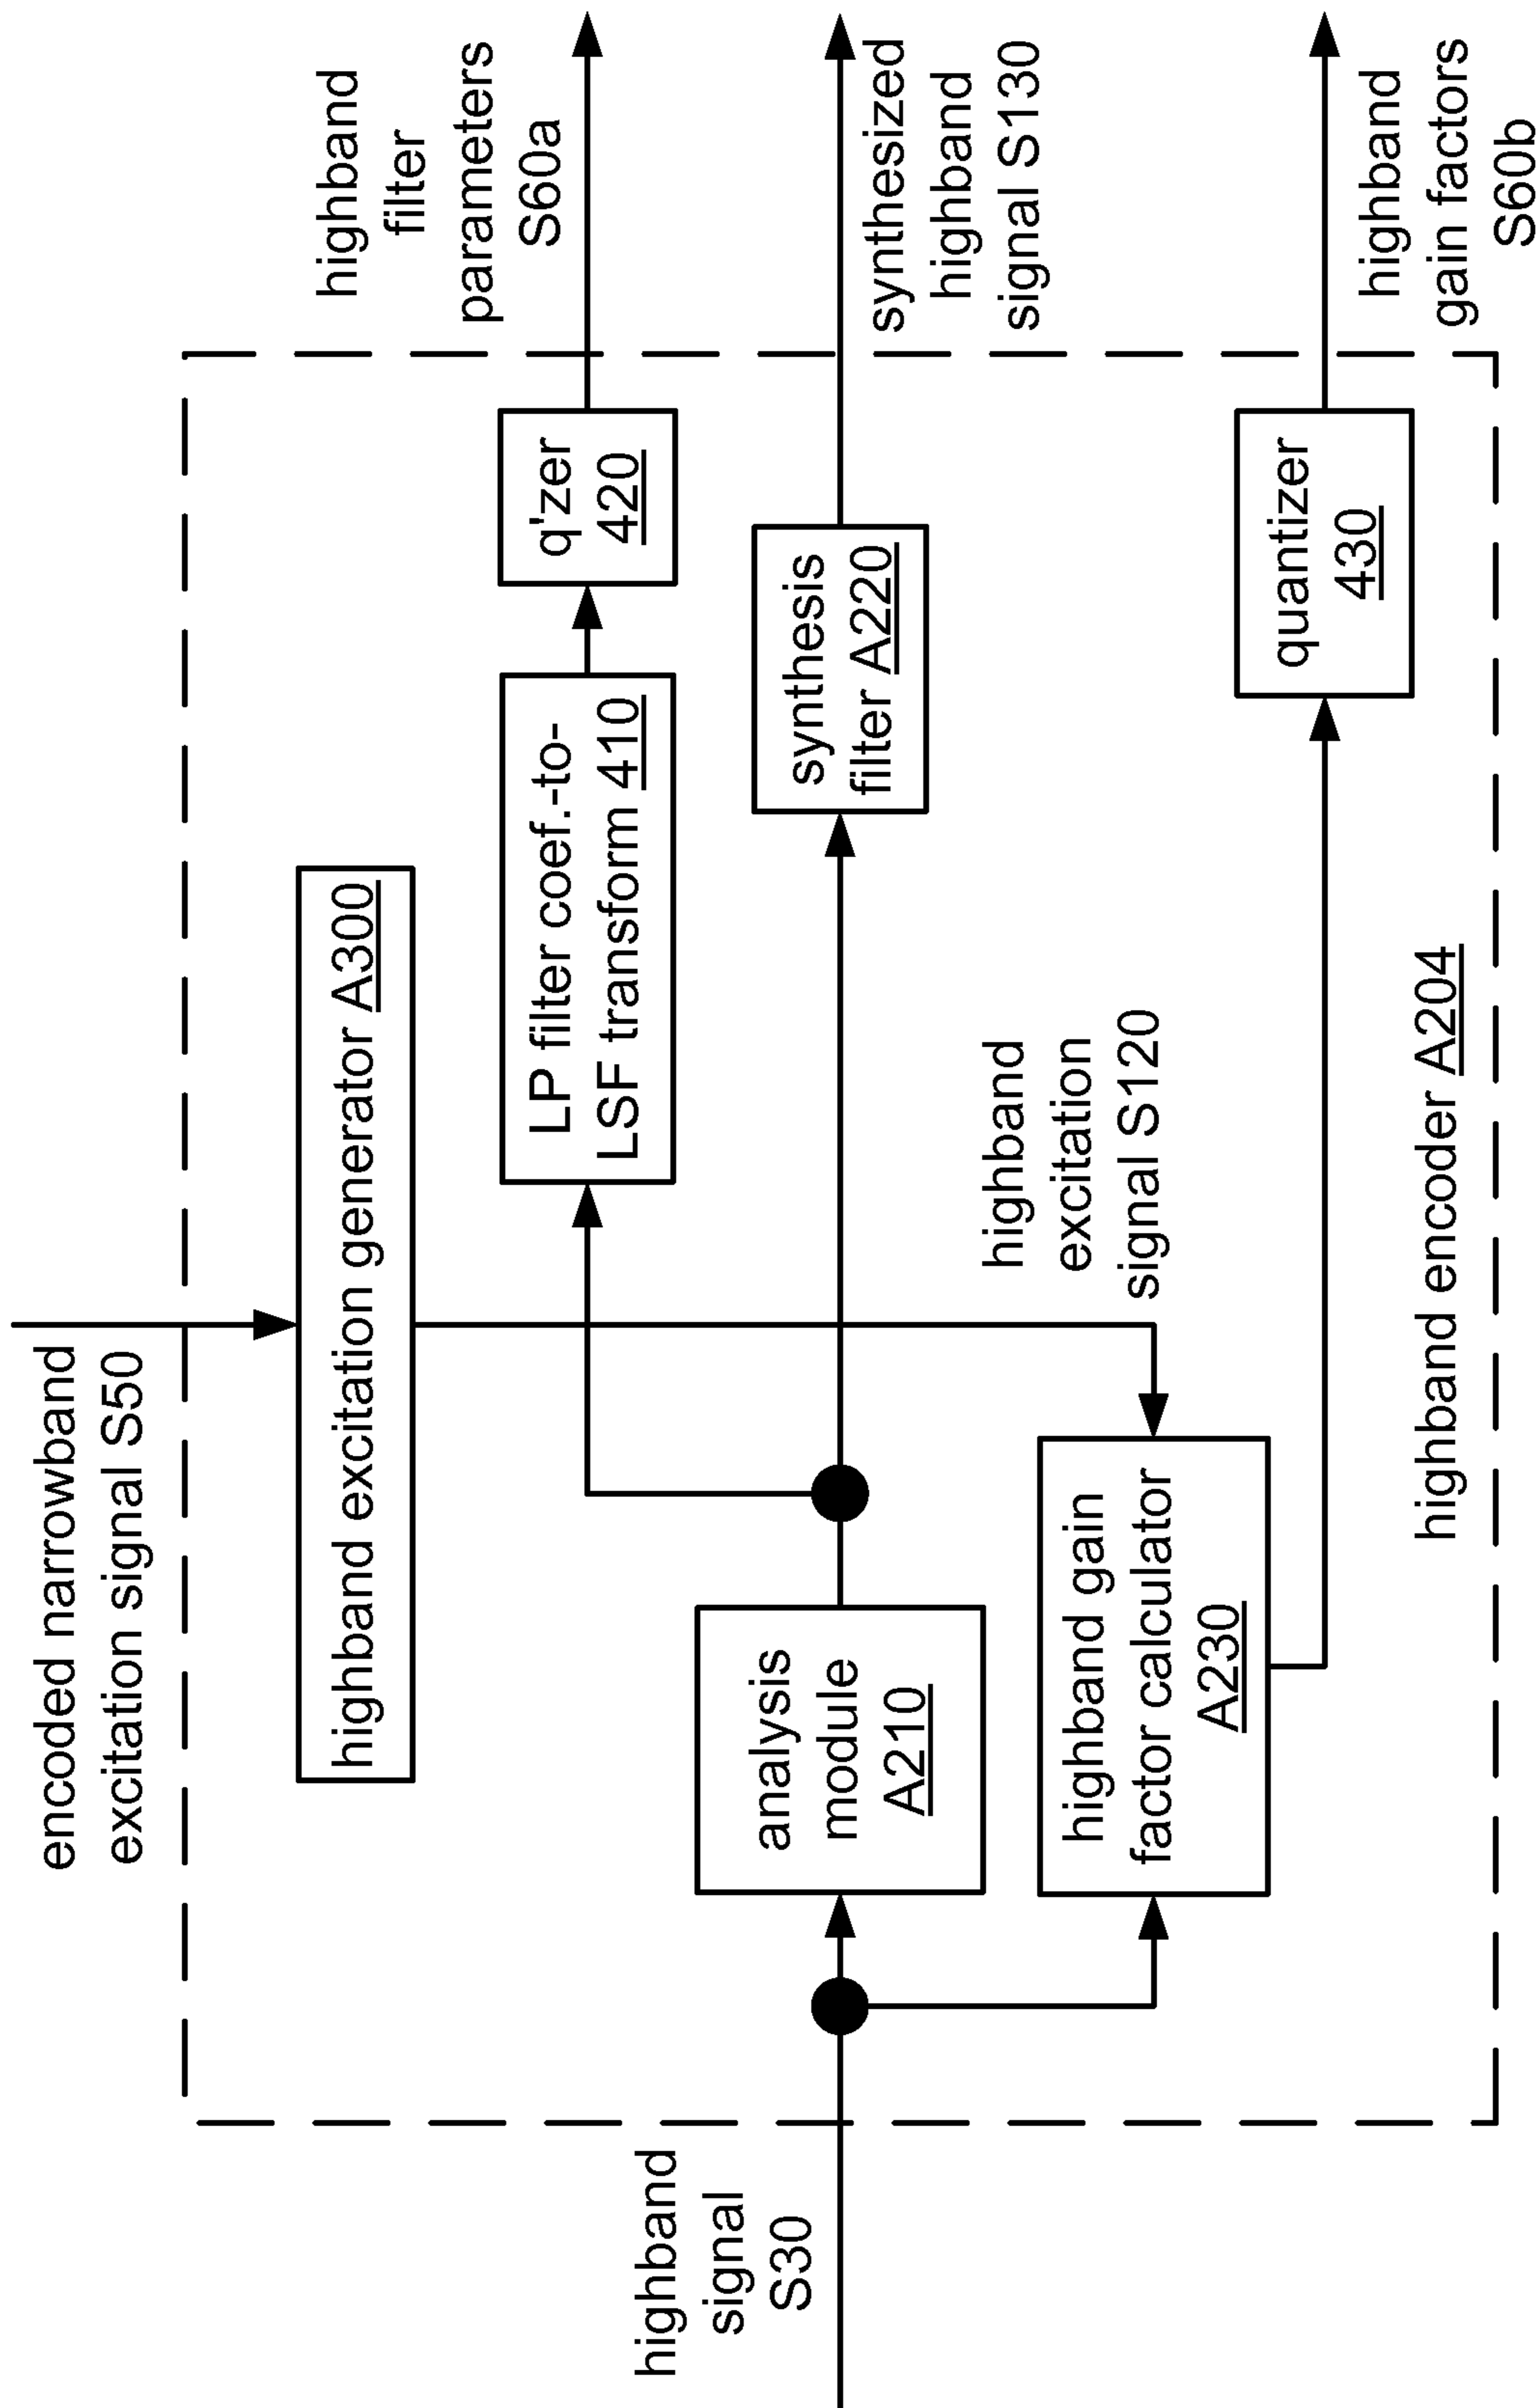 encoded narrowband
excitation signal S50
highband excitation generator A300
highband
filter
parameters
S60a
LP filter coef.-to-
LSF transform 410
q'zer
420
highband
signal
S30
analysis
module
A210
synthesis
filter A220
synthesized
highband
signal S130
highband
excitation
signal S120
highband gain
factor calculator
A230
quantizer
430
highband
gain factors
S60b
highband encoder A204